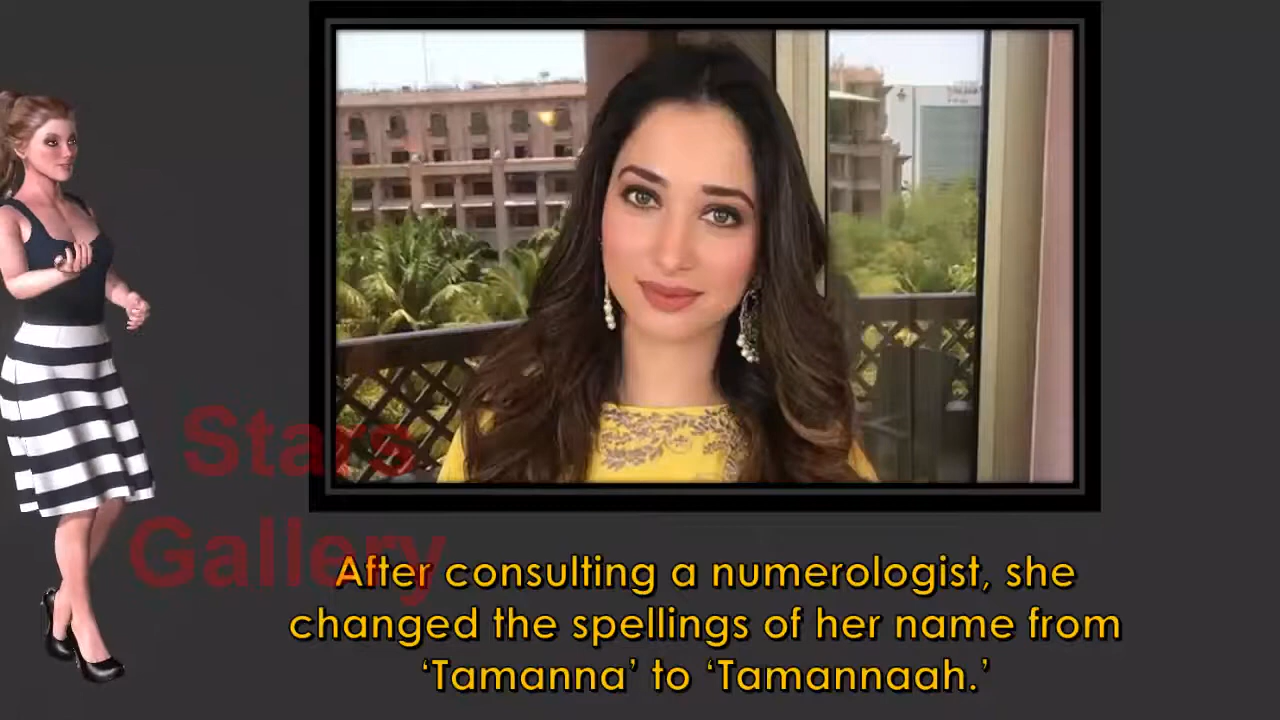 Stars
Gallery
After consulting a numerologist, she
changed the spellings of her name from
‘Tamanna’ to ‘Tamannaah.’